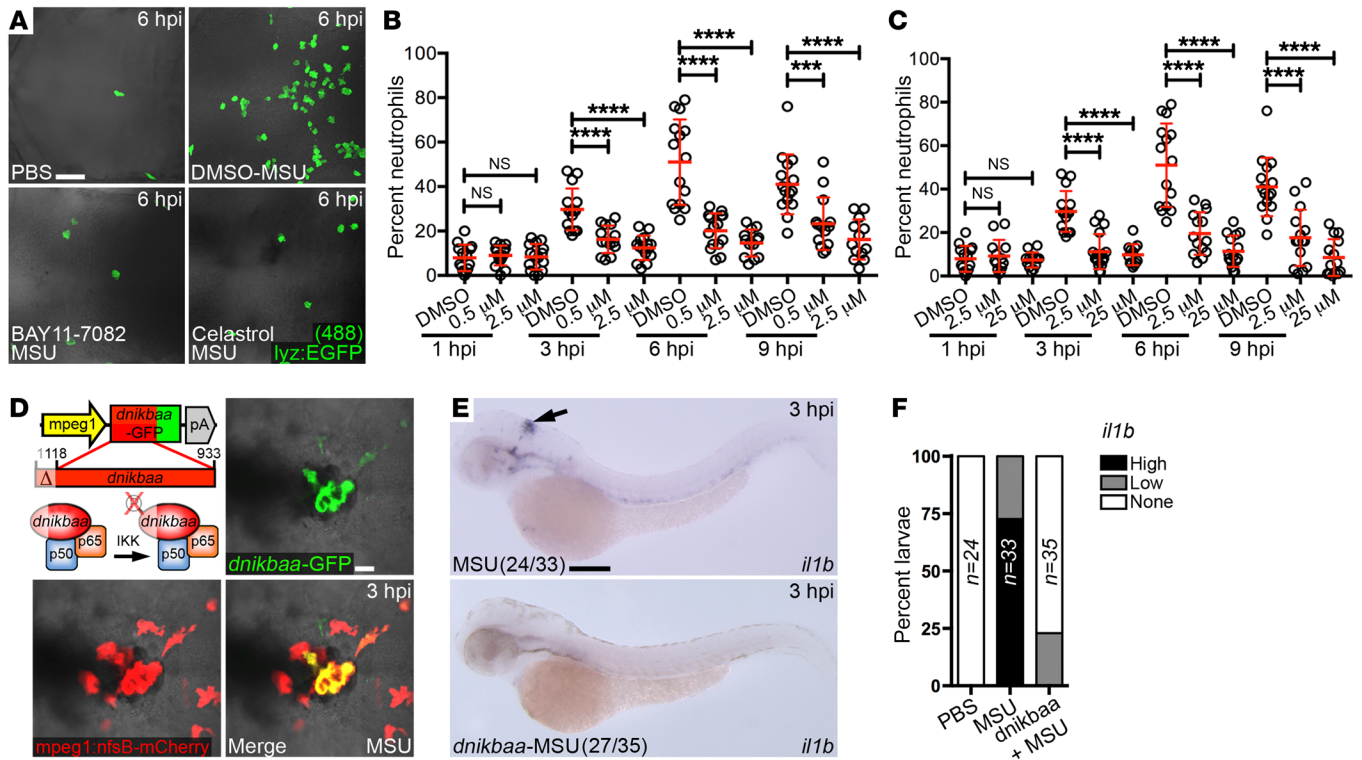 A
6 hpi
PBS
6 hpi
DMSO-MSU
6 hpi
BAY11-7082
MSU
6 hpi
Celastrol
MSU
(488)
lyz:EGFP
B
Percent neutrophils
100
80
60
40
20
0
NS
NS
****
****
****
****
****
***
DMSO
0.5 µM
2.5 µM
DMSO
0.5 µM
2.5 µM
DMSO
0.5 µM
2.5 µM
DMSO
0.5 µM
2.5 µM
1 hpi
3 hpi
6 hpi
9 hpi
C
Percent neutrophils
100
80
60
40
20
0
NS
NS
****
****
****
****
****
****
DMSO
2.5 µM
25 µM
DMSO
2.5 µM
25 µM
DMSO
2.5 µM
25 µM
DMSO
2.5 µM
25 µM
1 hpi
3 hpi
6 hpi
9 hpi
D
mpeg1
dnikbaa
-GFP
pA
1118
933
Δ
dnikbaa
dnikbaa
p50
p65
IKK
P
dnikbaa
p50
p65
dnikbaa-GFP
mpeg1:nfsB-mCherry
3 hpi
Merge
MSU
E
3 hpi
MSU(24/33)
il1b
3 hpi
dnikbaa-MSU(27/35)
il1b
F
il1b
High
Low
None
Percent larvae
100
75
50
25
0
n=24
n=33
n=35
PBS
MSU
dnikbaa
+ MSU